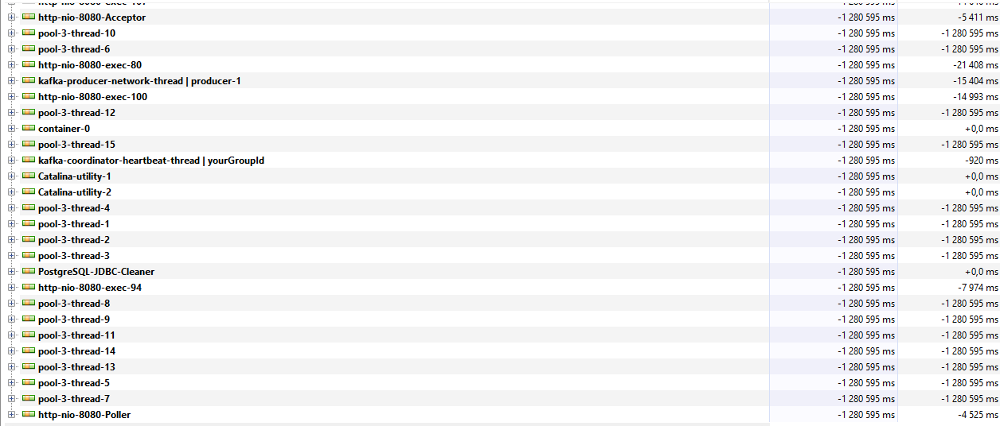 http-nio-8080-Acceptor -1 280 595 ms -5 411 ms
pool-3-thread-10 -1 280 595 ms -1 280 595 ms
pool-3-thread-6 -1 280 595 ms -1 280 595 ms
http-nio-8080-exec-80 -1 280 595 ms -21 408 ms
kafka-producer-network-thread | producer-1 -1 280 595 ms -15 404 ms
http-nio-8080-exec-100 -1 280 595 ms -14 993 ms
pool-3-thread-12 -1 280 595 ms -1 280 595 ms
container-0 -1 280 595 ms +0,0 ms
pool-3-thread-15 -1 280 595 ms -1 280 595 ms
kafka-coordinator-heartbeat-thread | yourGroupId -1 280 595 ms -920 ms
Catalina-utility-1 -1 280 595 ms +0,0 ms
Catalina-utility-2 -1 280 595 ms +0,0 ms
pool-3-thread-4 -1 280 595 ms -1 280 595 ms
pool-3-thread-1 -1 280 595 ms -1 280 595 ms
pool-3-thread-2 -1 280 595 ms -1 280 595 ms
pool-3-thread-3 -1 280 595 ms -1 280 595 ms
PostgreSQL-JDBC-Cleaner -1 280 595 ms +0,0 ms
http-nio-8080-exec-94 -1 280 595 ms -7 974 ms
pool-3-thread-8 -1 280 595 ms -1 280 595 ms
pool-3-thread-9 -1 280 595 ms -1 280 595 ms
pool-3-thread-11 -1 280 595 ms -1 280 595 ms
pool-3-thread-14 -1 280 595 ms -1 280 595 ms
pool-3-thread-13 -1 280 595 ms -1 280 595 ms
pool-3-thread-5 -1 280 595 ms -1 280 595 ms
pool-3-thread-7 -1 280 595 ms -1 280 595 ms
http-nio-8080-Poller -1 280 595 ms -4 525 ms